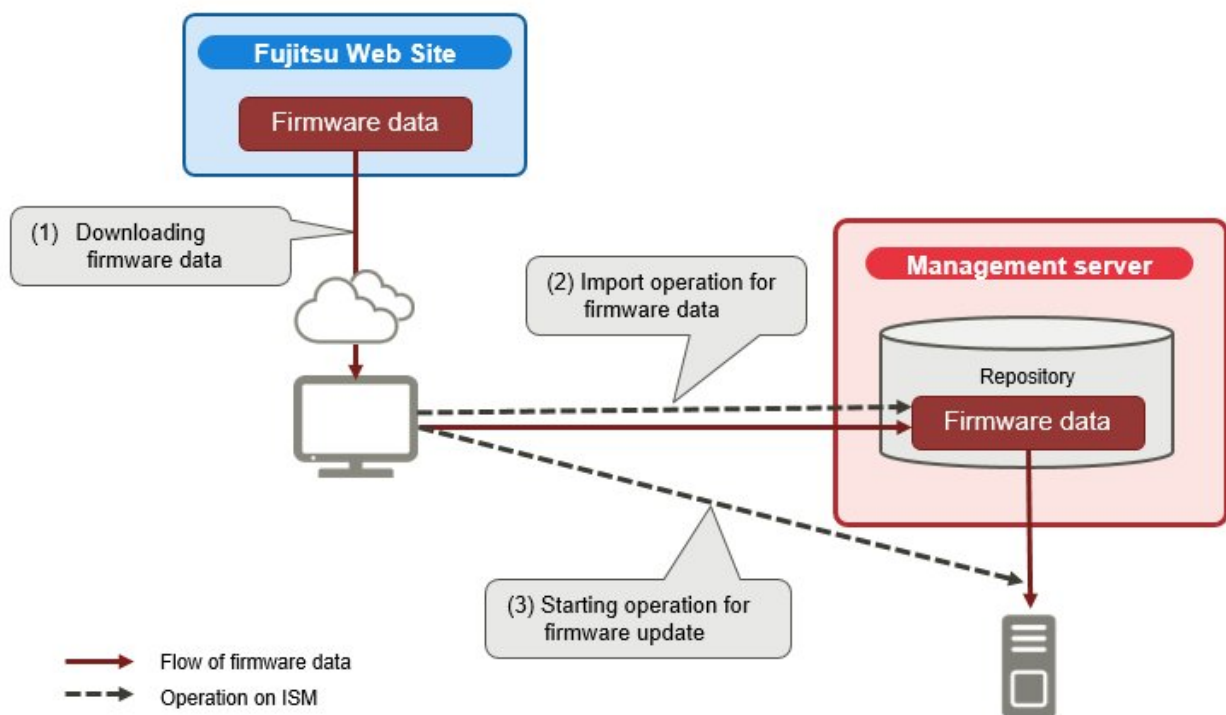 Fujitsu Web Site
Firmware data
(1) Downloading
firmware data
(2) Import operation for
firmware data
Management server
Repository
Firmware data
(3) Starting operation for
firmware update
Flow of firmware data
Operation on ISM